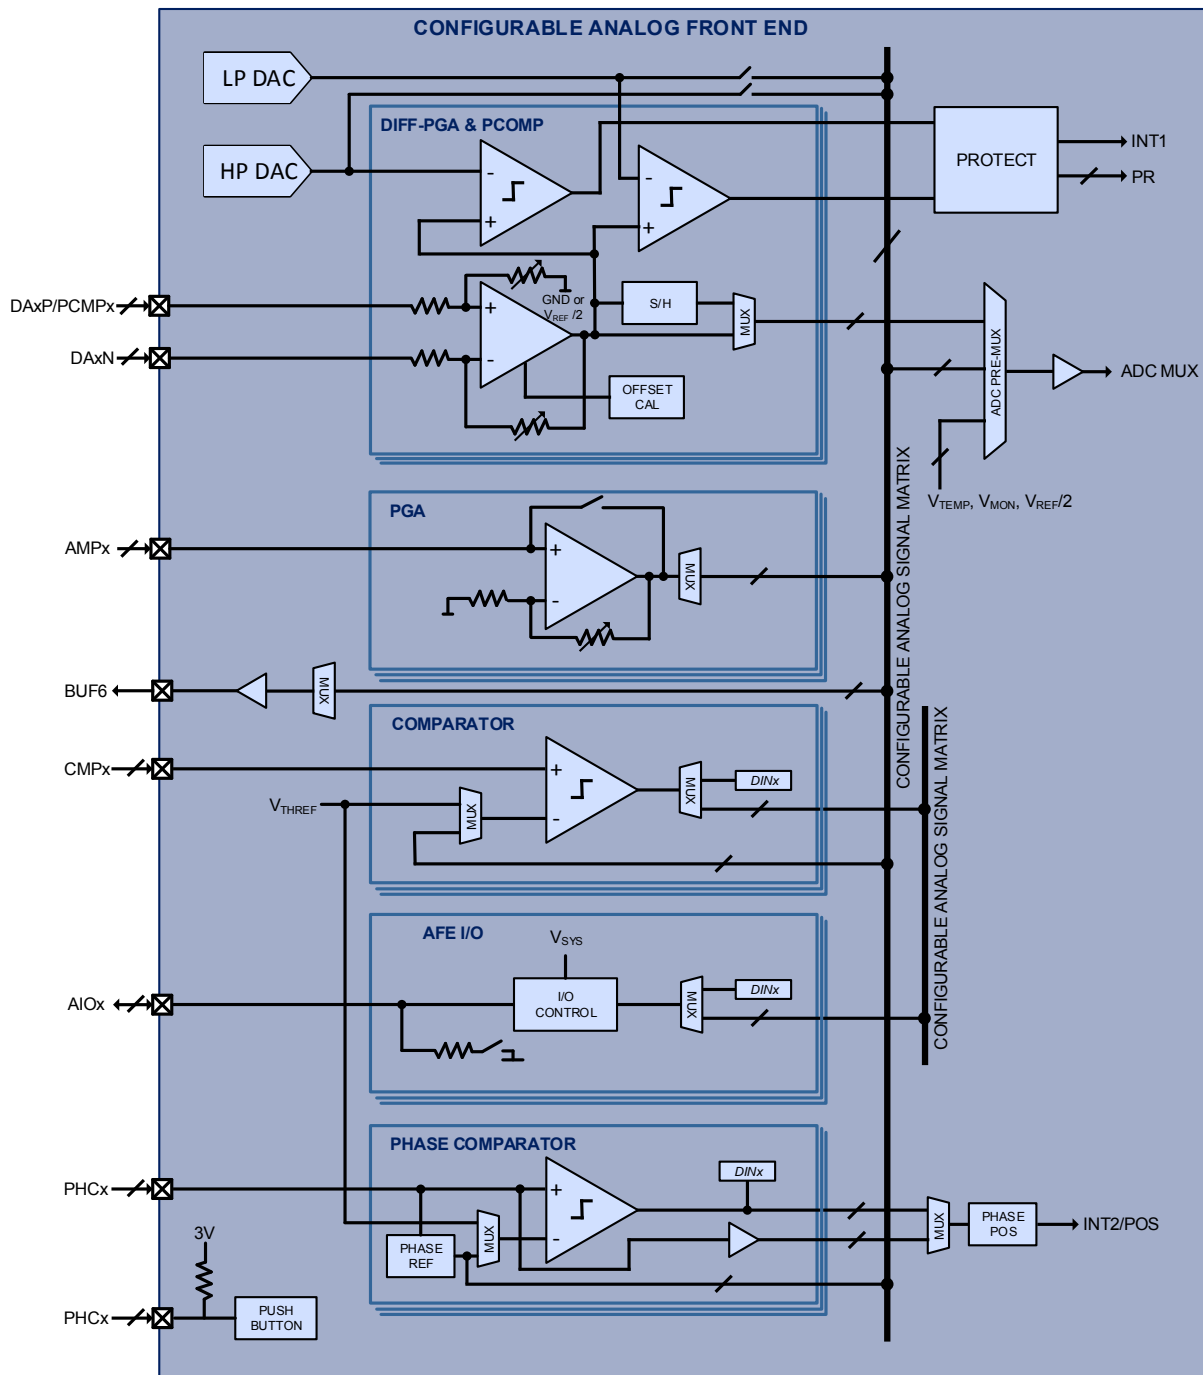 CONFIGURABLE ANALOG FRONT END
LP DAC
HP DAC
DIFF-PGA & PCOMP
-
+
-
+
PROTECT
INT1
PR
DAxP/PCMPx
DAxN
+
-
GND or
VREF /2
S/H
MUX
OFFSET
CAL
ADC PRE-MUX
ADC MUX
VTEMP, VMON, VREF/2
CONFIGURABLE ANALOG SIGNAL MATRIX
PGA
AMPx
+
-
MUX
BUF6
MUX
COMPARATOR
CMPx
VTHREF
MUX
+
-
MUX
DINx
CONFIGURABLE ANALOG SIGNAL MATRIX
AFE I/O
VSYS
AIOx
I/O
CONTROL
MUX
DINx
PHASE COMPARATOR
PHCx
PHASE
REF
MUX
+
-
DINx
MUX
PHASE
POS
INT2/POS
3V
PHCx
PUSH
BUTTON